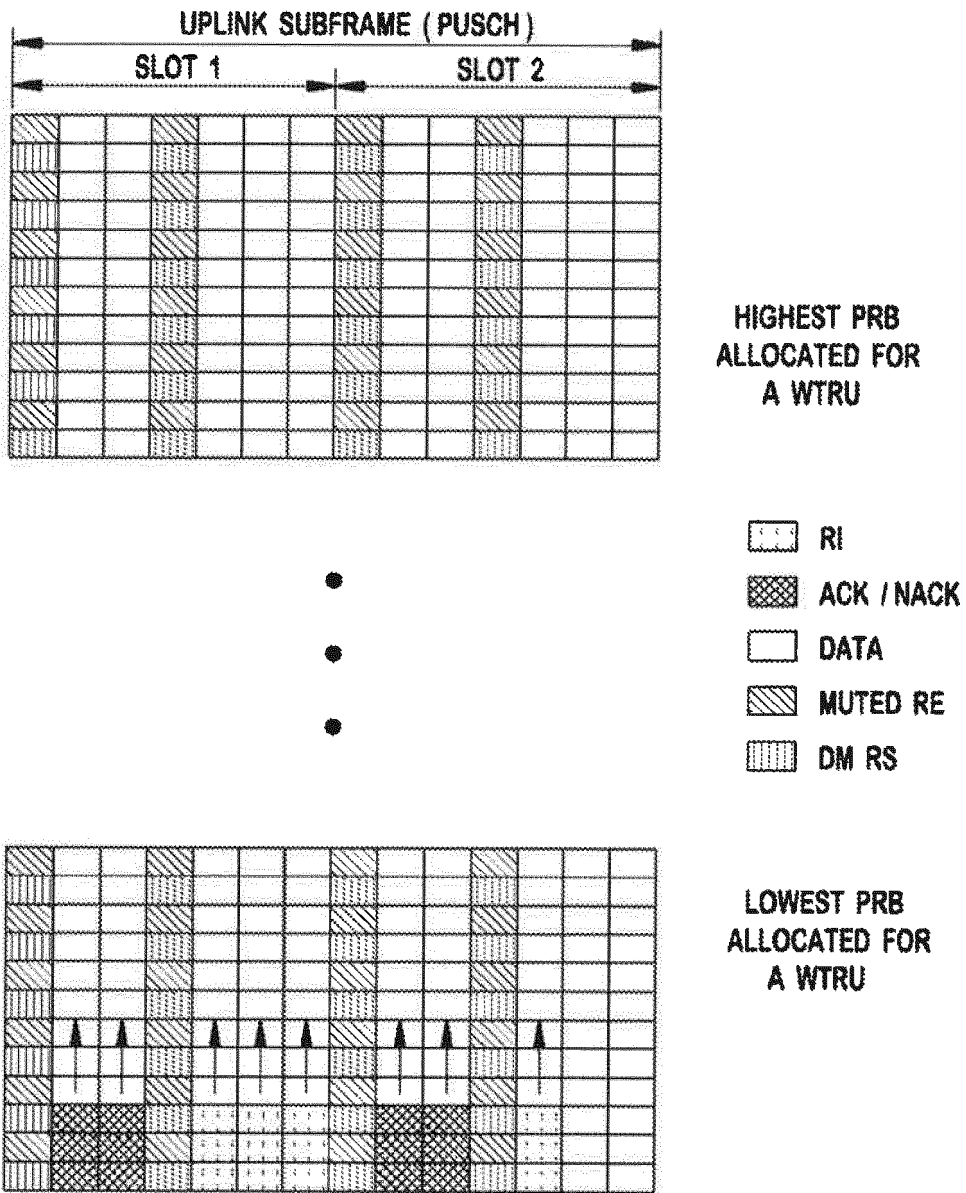 UPLINK SUBFRAME ( PUSCH )
SLOT 1
SLOT 2
HIGHEST PRB
ALLOCATED FOR
A WTRU
RI
ACK / NACK
DATA
MUTED RE
DM RS
LOWEST PRB
ALLOCATED FOR
A WTRU